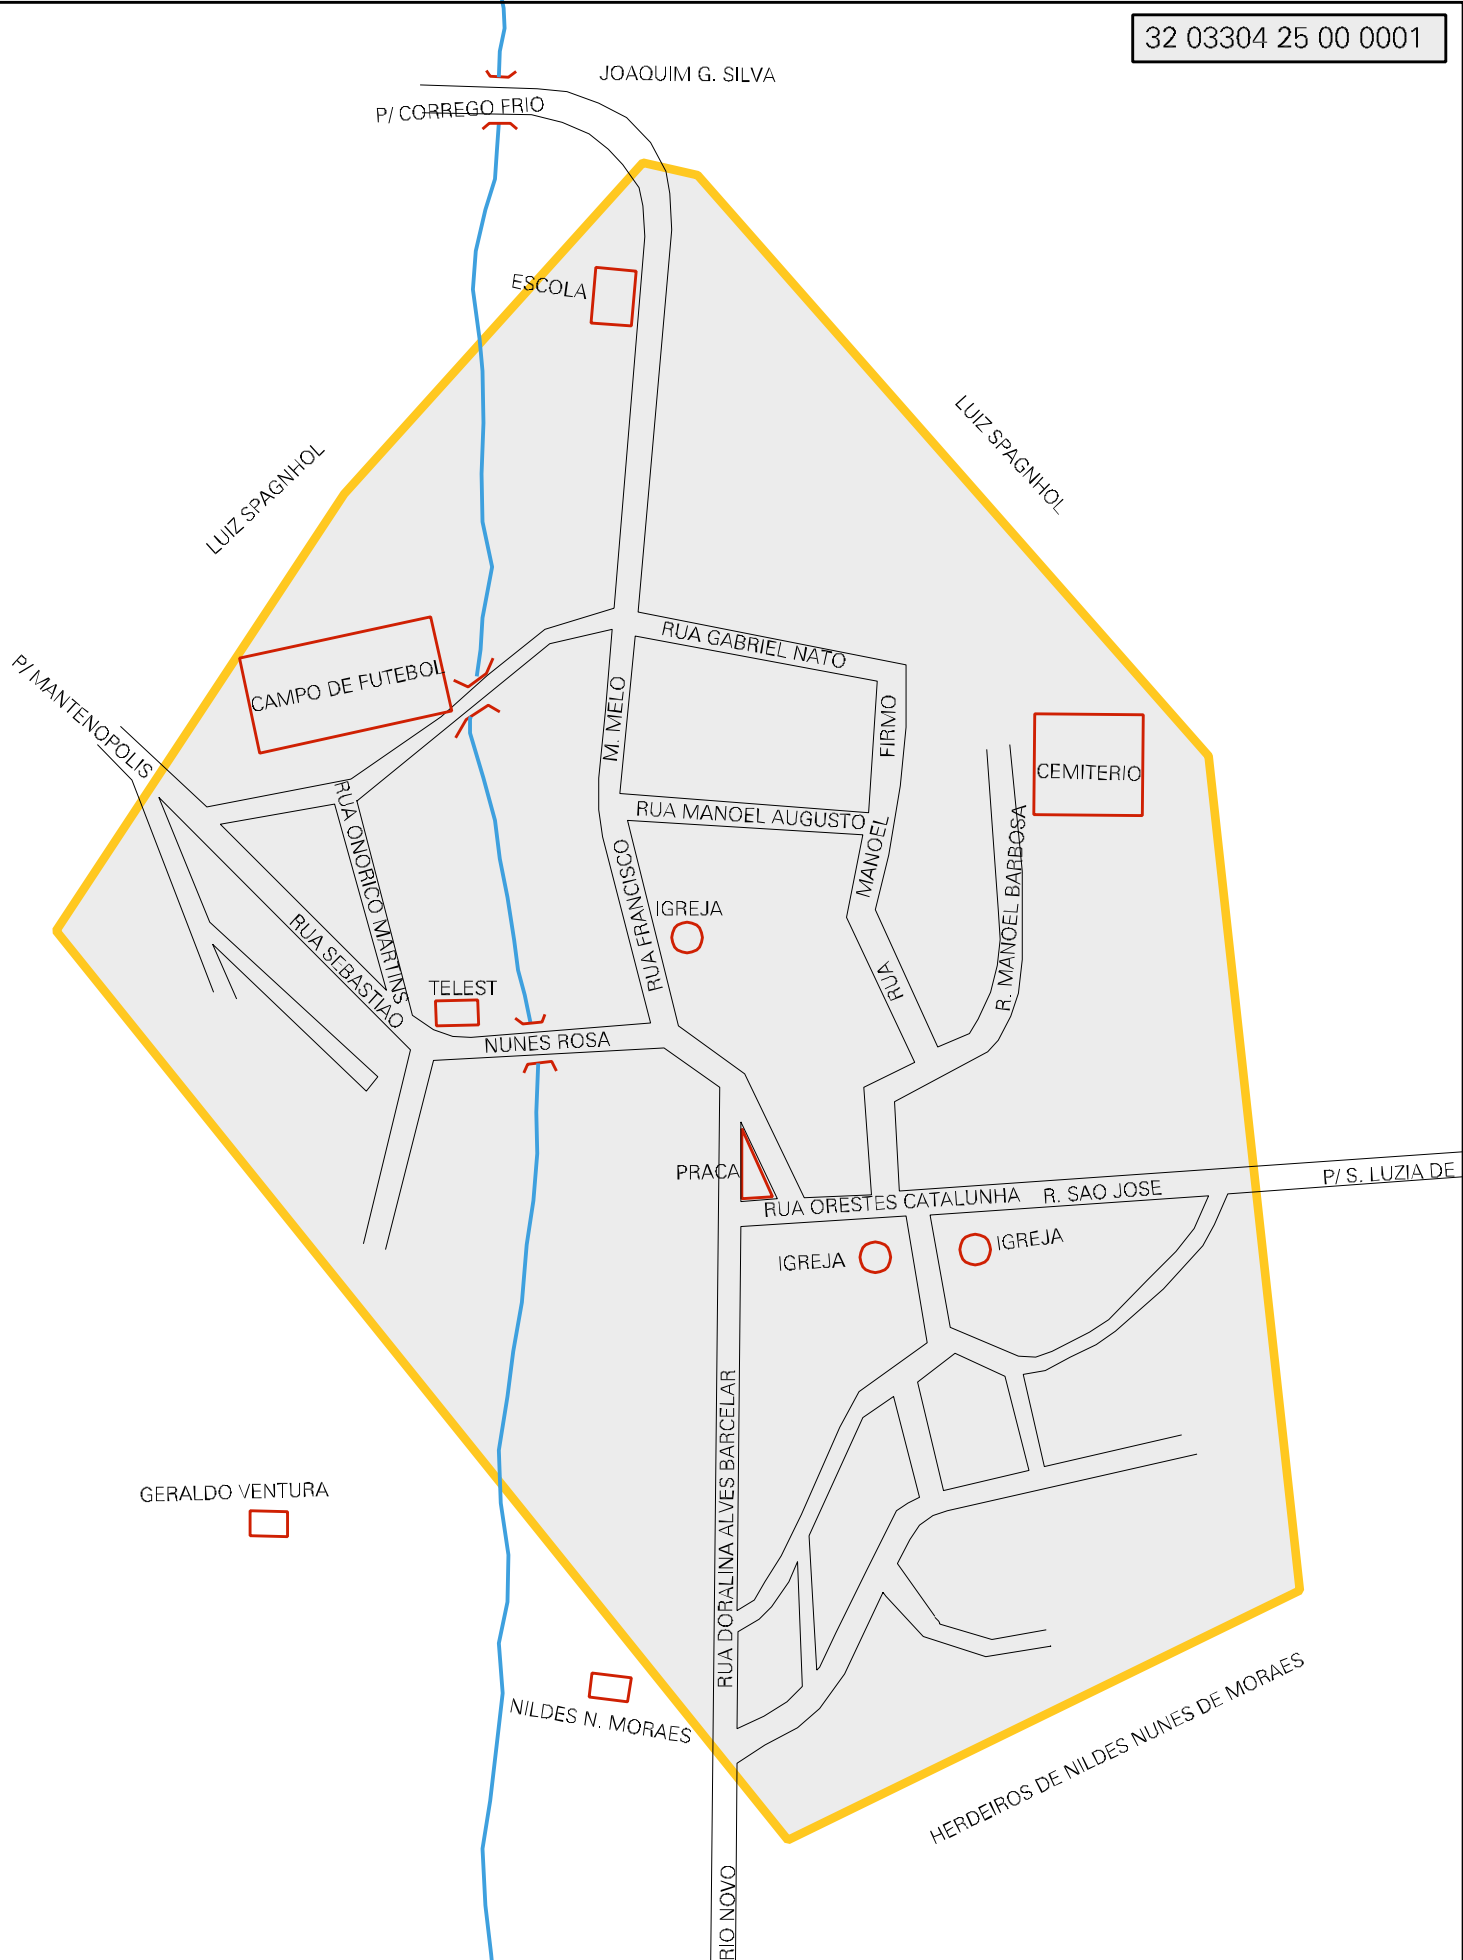 32 03304 25 00 0001
JOAQUIM G. SILVA
P/ CORREGO FRIO
ESCOLA
LUIZ SPAGNHOL
LUIZ SPAGNHOL
P/ MANTENOPOLIS
CAMPO DE FUTEBOL
RUA GABRIEL NATO
RUA FRANCISCO M. MELO
RUA MANOEL FIRMO
CEMITERIO
RUA MANOEL AUGUSTO
RUA ONORICO MARTINS
R. MANOEL BARBOSA
IGREJA
RUA SEBASTIAO
TELEST
NUNES ROSA
PRACA
RUA ORESTES CATALUNHA
R. SAO JOSE
P/ S. LUZIA DE
IGREJA
IGREJA
RUA DORALINA ALVES BARCELAR
GERALDO VENTURA
NILDES N. MORAES
HERDEIROS DE NILDES NUNES DE MORAES
RIO NOVO